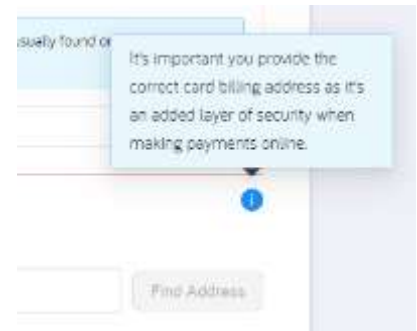 usually found on
It's important you provide the
correct card billing address as it's
an added layer of security when
making payments online.
i
Find Address